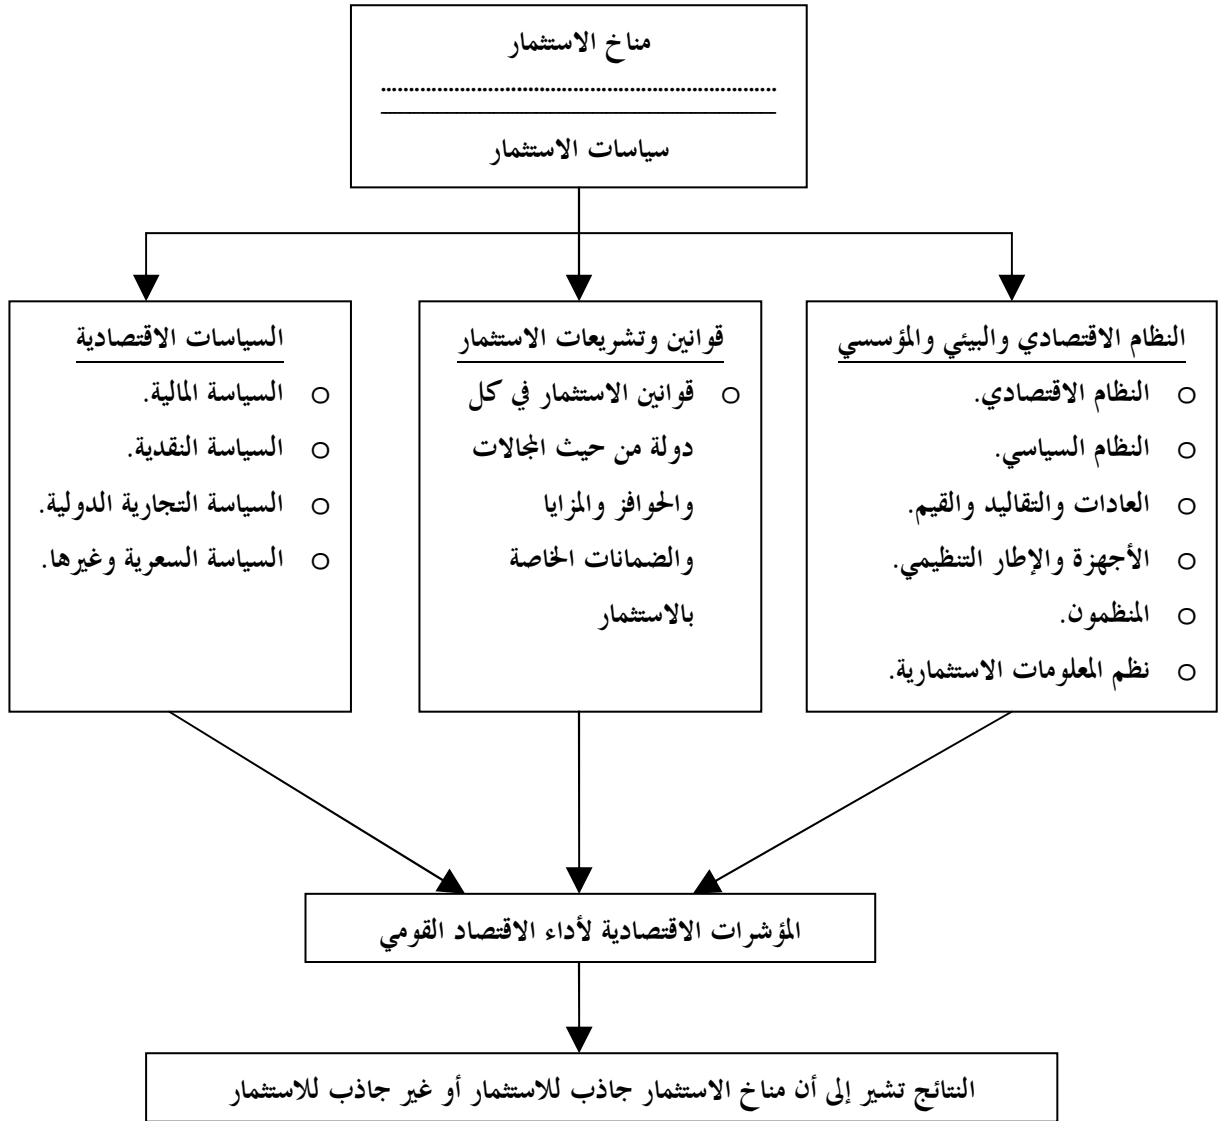 مناخ الاستثمار
سياسات الاستثمار
النظام الاقتصادي والبيئي والمؤسسي
o النظام الاقتصادي.
o النظام السياسي.
o العادات والتقاليد والقيم.
o الأجهزة والإطار التنظيمي.
o المنظمون.
o نظم المعلومات الاستثمارية.
قوانين وتشريعات الاستثمار
o قوانين الاستثمار في كل
دولة من حيث المجالات
والحوافز والمزايا
والضمانات الخاصة
بالاستثمار
السياسات الاقتصادية
o السياسة المالية.
o السياسة النقدية.
o السياسة التجارية الدولية.
o السياسة السعرية وغيرها.
المؤشرات الاقتصادية لأداء الاقتصاد القومي
النتائج تشير إلى أن مناخ الاستثمار جاذب للاستثمار أو غير جاذب للاستثمار